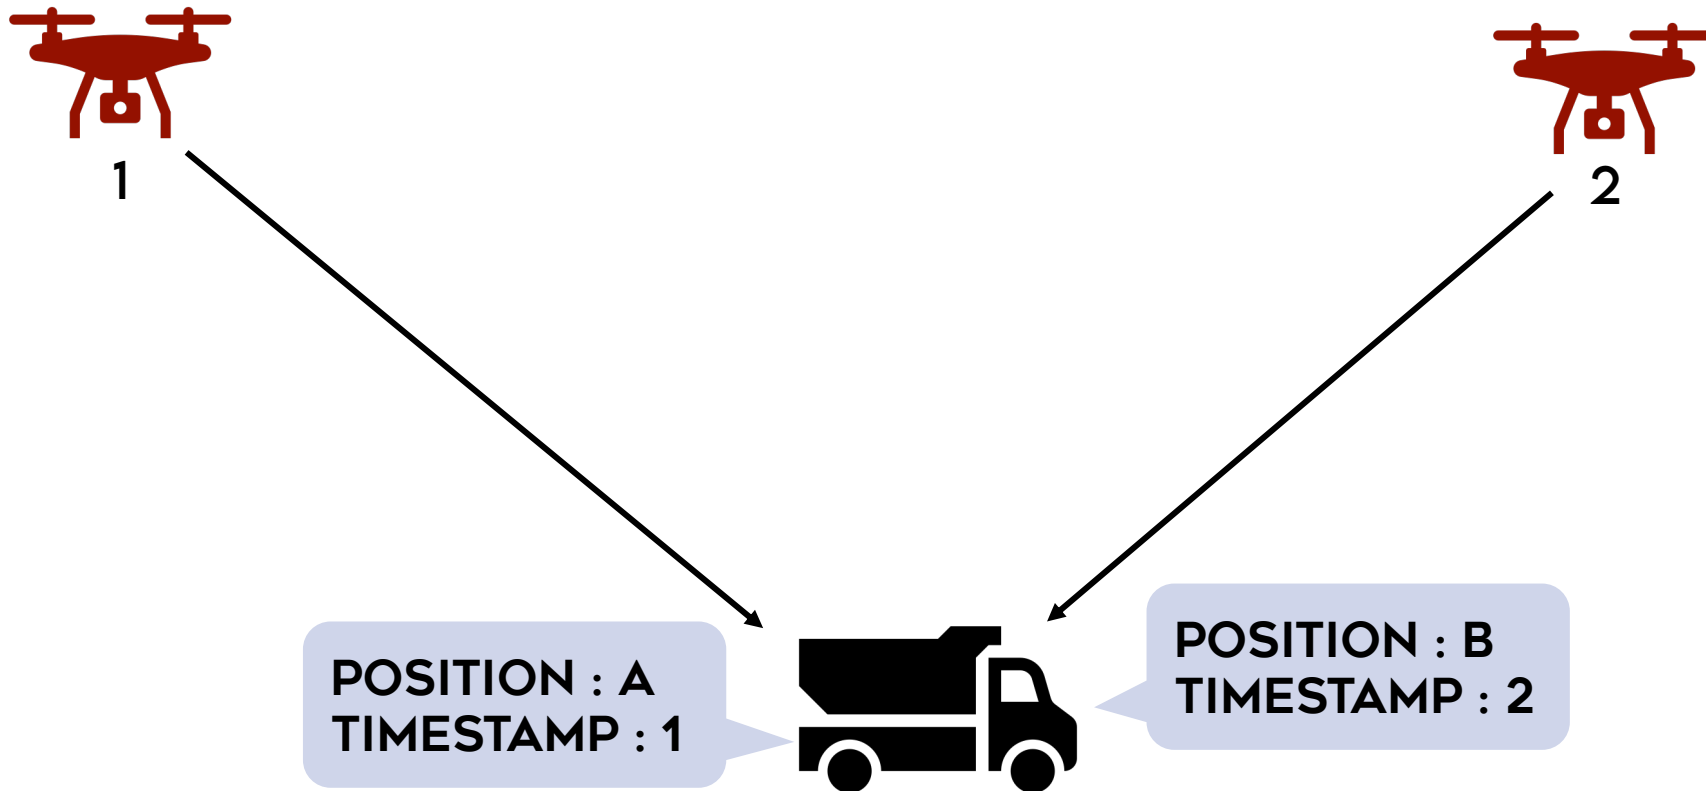 1
2
POSITION : A
TIMESTAMP : 1
POSITION : B
TIMESTAMP : 2